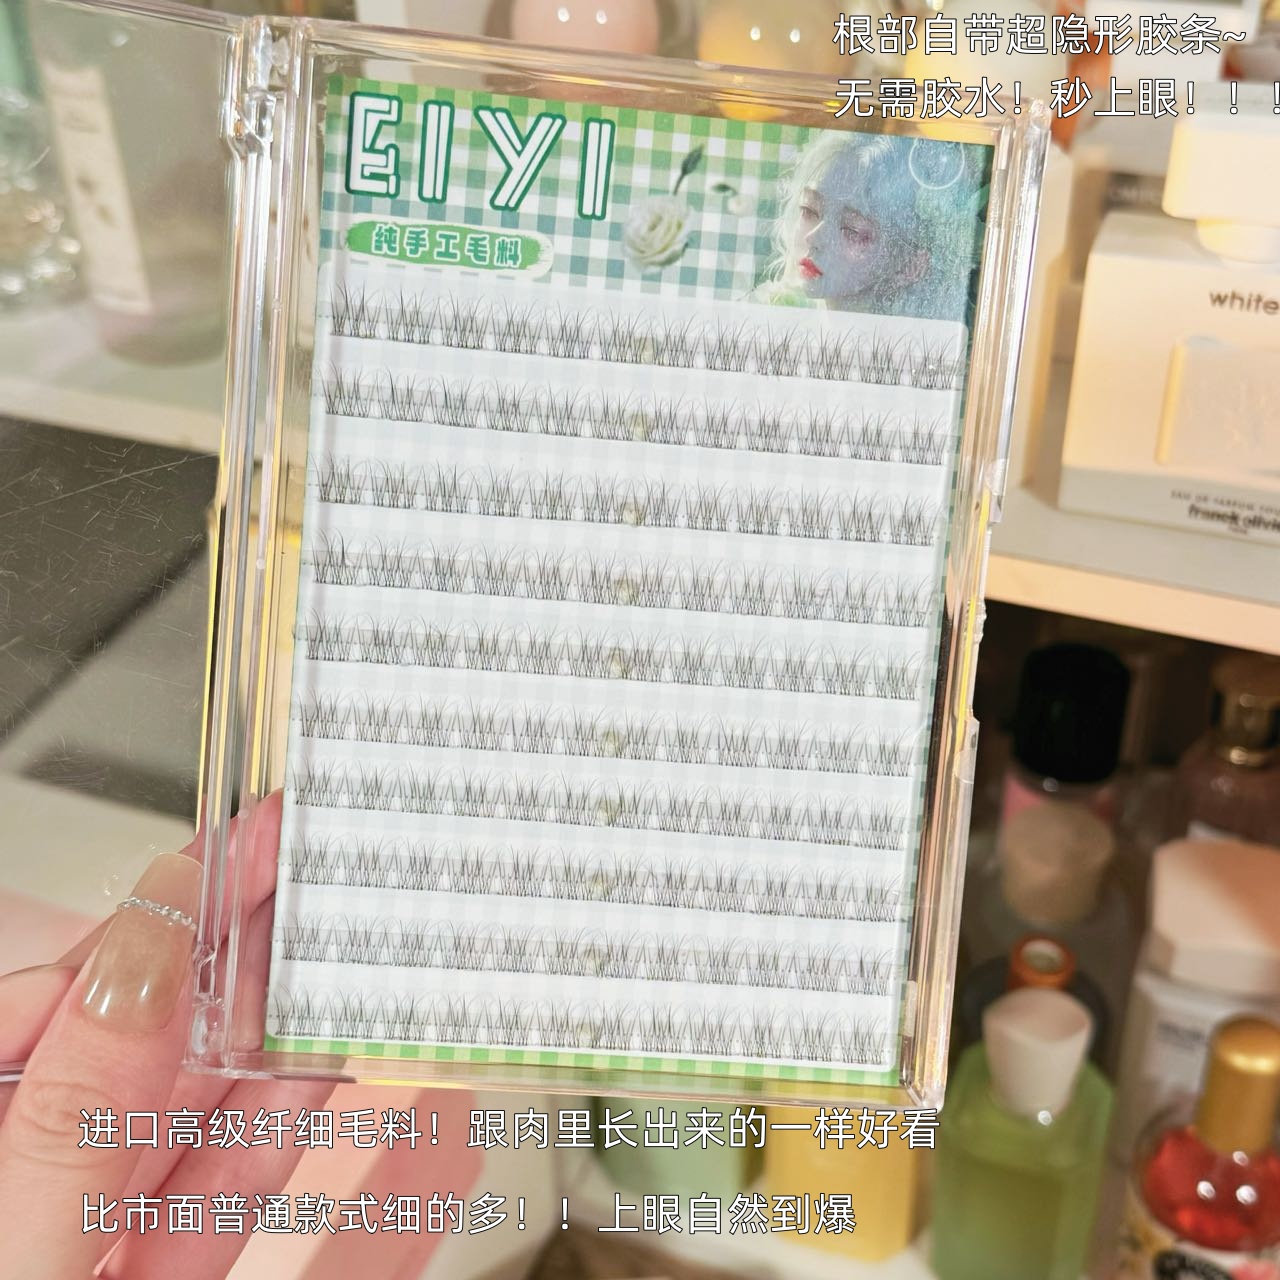 根部自带超隐形胶条~
无需胶水！秒上眼！！！
EIYI
纯手工毛料
white
franck olivi
进口高级纤细毛料！跟肉里长出来的一样好看
比市面普通款式细的多！！上眼自然到爆